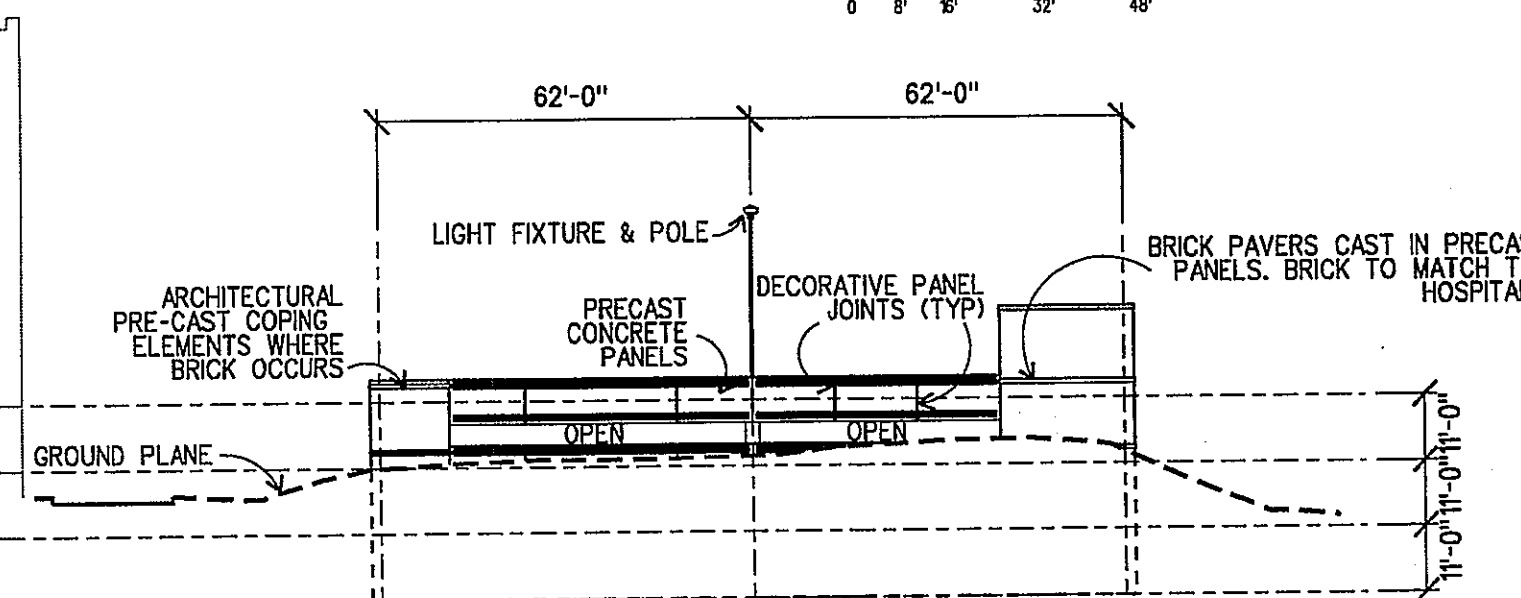 0 8' 16' 32' 48'
62'-0" 62'-0"
LIGHT FIXTURE & POLE
BRICK PAVERS CAST IN PRECAS
PANELS. BRICK TO MATCH T
HOSPITA
ARCHITECTURAL
PRE-CAST COPING
ELEMENTS WHERE
BRICK OCCURS
PRECAST
CONCRETE
PANELS
DECORATIVE PANEL
JOINTS (TYP)
OPEN OPEN
GROUND PLANE
11'-0"
11'-0"
11'-0"